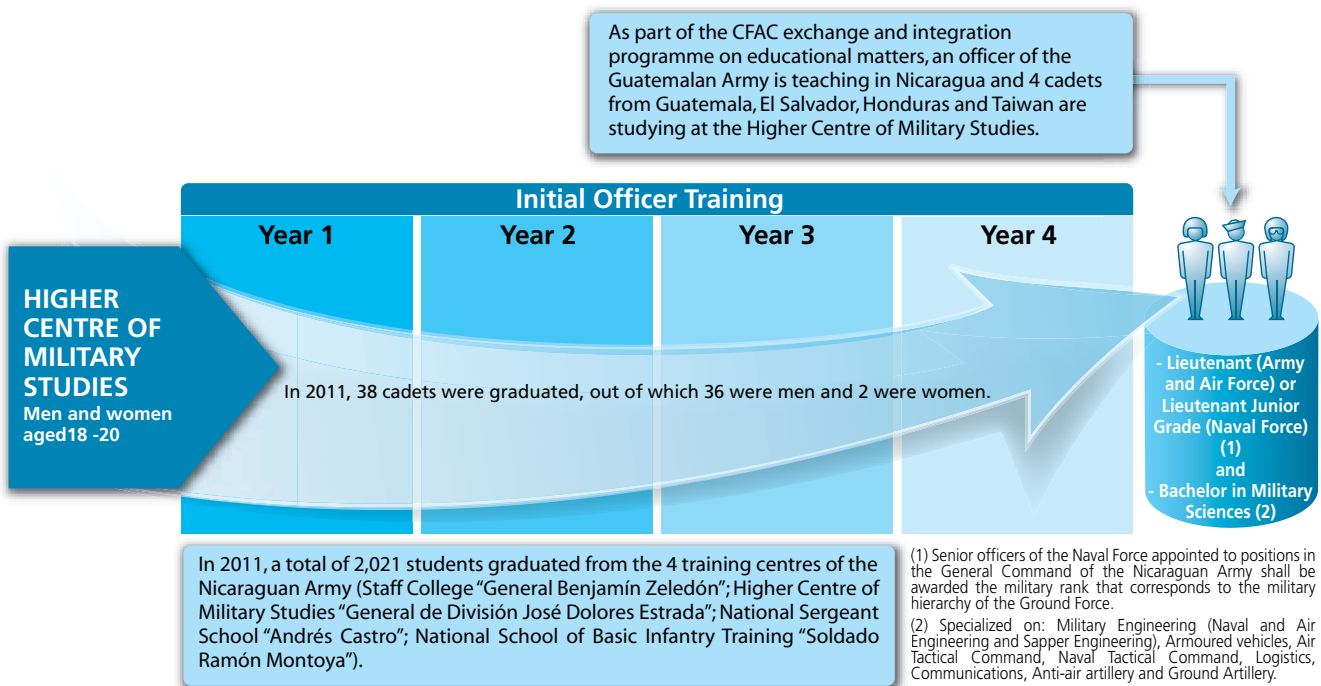 As part of the CFAC exchange and integration
programme on educational matters, an officer of the
Guatemalan Army is teaching in Nicaragua and 4 cadets
from Guatemala, El Salvador, Honduras and Taiwan are
studying at the Higher Centre of Military Studies.
Initial Officer Training
Year 1
Year 2
Year 3
Year 4
HIGHER
CENTRE OF
MILITARY
STUDIES
Men and women
aged18 -20
In 2011, 38 cadets were graduated, out of which 36 were men and 2 were women.
- Lieutenant (Army
and Air Force) or
Lieutenant Junior
Grade (Naval Force)
(1)
and
- Bachelor in Military
Sciences (2)
In 2011, a total of 2,021 students graduated from the 4 training centres of the
Nicaraguan Army (Staff College “General Benjamín Zeledón”; Higher Centre of
Military Studies “General de División José Dolores Estrada”; National Sergeant
School “Andrés Castro”; National School of Basic Infantry Training “Soldado
Ramón Montoya”).
(1) Senior officers of the Naval Force appointed to positions in
the General Command of the Nicaraguan Army shall be
awarded the military rank that corresponds to the military
hierarchy of the Ground Force.
(2) Specialized on: Military Engineering (Naval and Air
Engineering and Sapper Engineering), Armoured vehicles, Air
Tactical Command, Naval Tactical Command, Logistics,
Communications, Anti-air artillery and Ground Artillery.